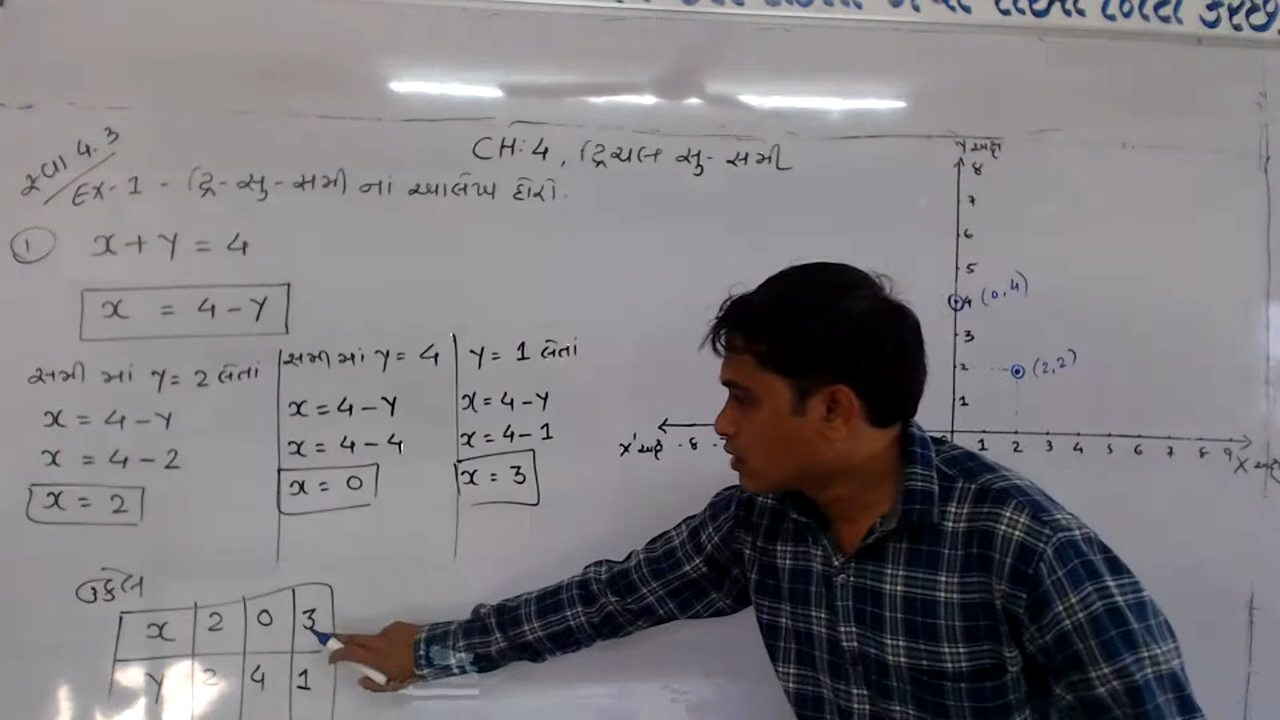 CH: 4, દ્વિચલ સુ- સમી
સ્વા 4.3
Ex-1 - દ્વિ-સુ-સમી નાં આલેખ દોરો.
① x + y = 4
x = 4 - y
સમી માં y = 2 લેતાં
x = 4 - y
x = 4 - 2
x = 2
સમી માં y = 4
x = 4 - y
x = 4 - 4
x = 0
y = 1 લેતાં
x = 4 - y
x = 4 - 1
x = 3
ઉકેલ
x 2 0 3
y 2 4 1
Y અક્ષ
8
7
6
5
4 (0,4)
3
2 (2,2)
1
X' અક્ષ -8
1 2 3 4 5 6 7 8 9 X અક્ષ